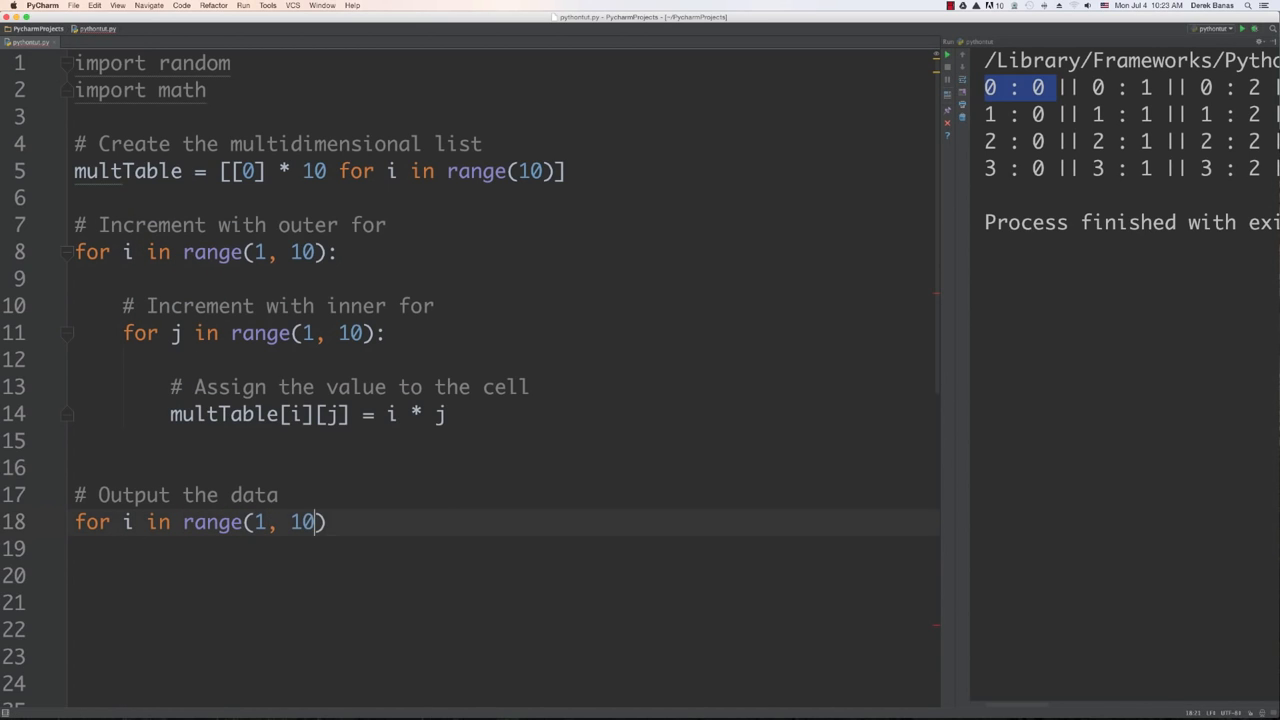 PyCharm File Edit View Navigate Code Refactor Run Tools VCS Window Help 10 Mon Jul 4 10:23 AM Derek Banas
pythontut.py - PycharmProjects - [~/PycharmProjects]
PycharmProjects pythontut.py pythontut
pythontut.py
Run: pythontut
1 import random
2 import math
3
4 # Create the multidimensional list
5 multTable = [[0] * 10 for i in range(10)]
6
7 # Increment with outer for
8 for i in range(1, 10):
9
10 # Increment with inner for
11 for j in range(1, 10):
12
13 # Assign the value to the cell
14 multTable[i][j] = i * j
15
16
17 # Output the data
18 for i in range(1, 10)
19
20
21
22
23
24
/Library/Frameworks/Pytho
0 : 0 || 0 : 1 || 0 : 2 |
1 : 0 || 1 : 1 || 1 : 2 |
2 : 0 || 2 : 1 || 2 : 2 |
3 : 0 || 3 : 1 || 3 : 2 |
Process finished with exi